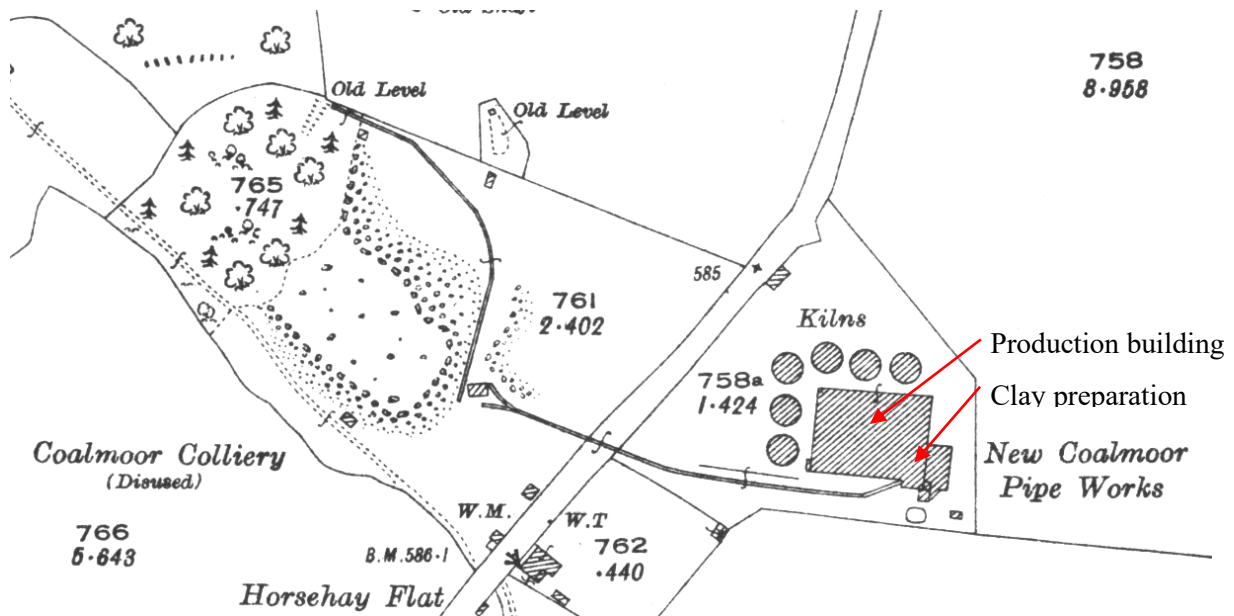 Old Level
Old Level
758
8·958
765
·747
761
2·402
585
Kilns
Production building
758a
1·424
Clay preparation
New Coalmoor
Pipe Works
Coalmoor Colliery
(Disused)
W.M.
W.T
766
5·643
B.M.586·1
762
·440
Horsehay Flat